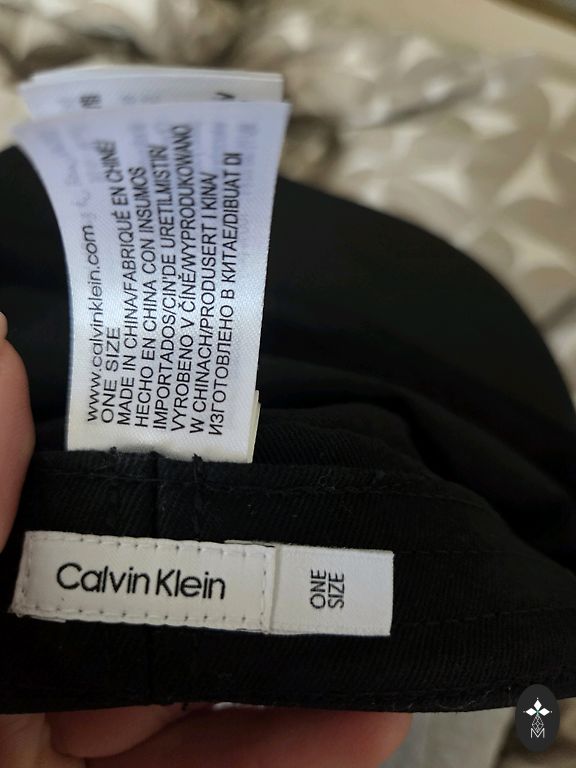 www.calvinklein.com
ONE SIZE
MADE IN CHINA/FABRIQUÉ EN CHINE/
HECHO EN CHINA CON INSUMOS
IMPORTADOS/ÇIN'DE URETILMISTIR/
VYROBENO V ČÍNĚ/WYPRODUKOWANO
W CHINACH/PRODUSERT I KINA/
ИЗГОТОВЛЕНО В КИТАЕ/DIBUAT DI
Calvin Klein
ONE
SIZE
M